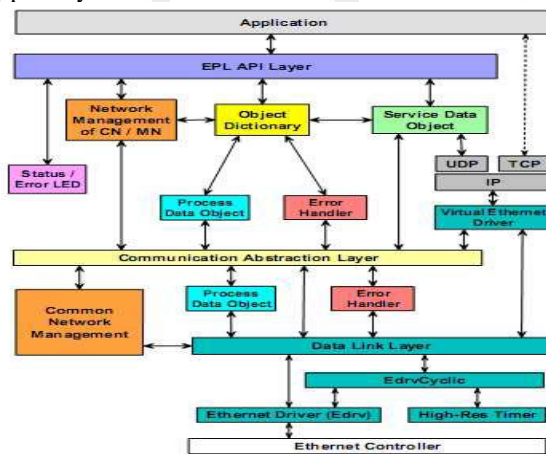 Application
EPL API Layer
Network
Management
of CN / MN
Object
Dictionary
Service Data
Object
Status /
Error LED
UDP
TCP
IP
Process
Data Object
Error
Handler
Virtual Ethernet
Driver
Communication Abstraction Layer
Common
Network
Management
Process
Data Object
Error
Handler
Data Link Layer
EdrvCyclic
Ethernet Driver (Edrv)
High-Res Timer
Ethernet Controller